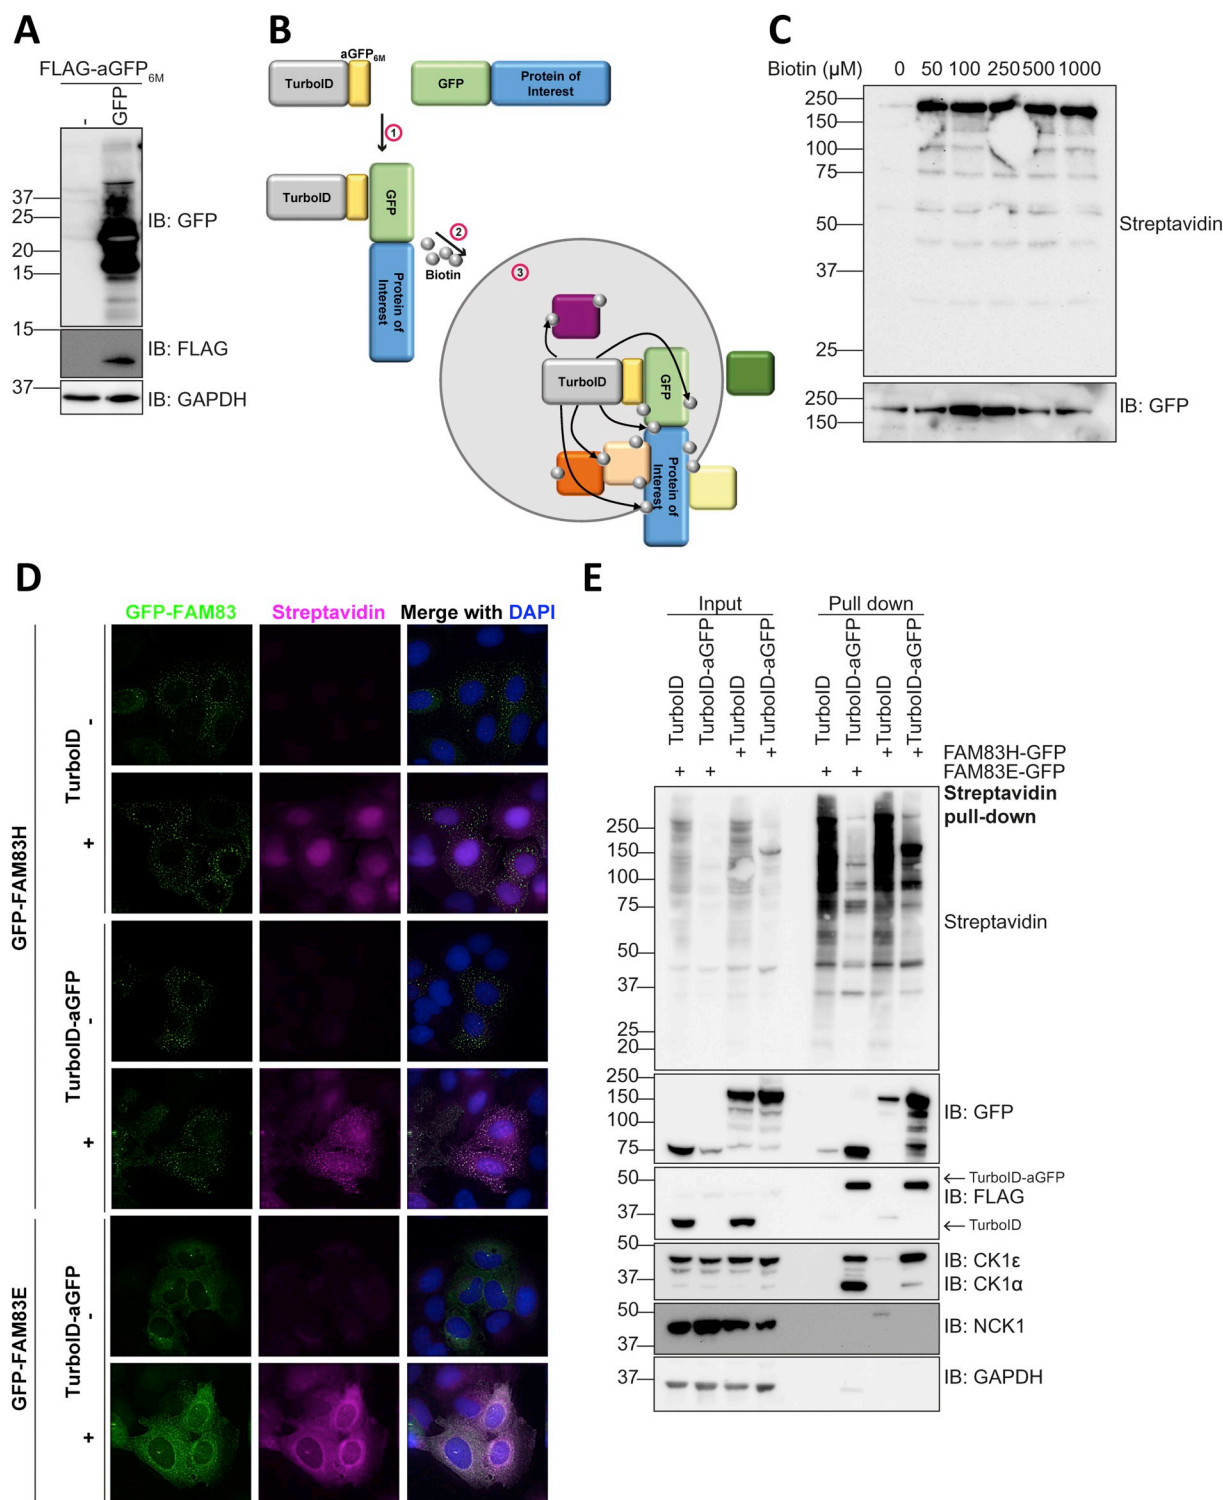 A
FLAG-aGFP6M
-
GFP
37
25
20
15
IB: GFP
15
IB: FLAG
37
IB: GAPDH
B
aGFP6M
TurboID
GFP
Protein of
Interest
1
TurboID
GFP
Protein of
Interest
2
Biotin
3
TurboID
GFP
Protein of
Interest
C
Biotin (µM) 0 50 100 250 500 1000
250
150
100
75
50
37
25
Streptavidin
250
150
IB: GFP
D
GFP-FAM83 Streptavidin Merge with DAPI
GFP-FAM83H
TurboID
-
+
TurboID-aGFP
-
+
GFP-FAM83E
TurboID-aGFP
-
+
E
Input Pull down
TurboID TurboID-aGFP TurboID TurboID-aGFP TurboID TurboID-aGFP TurboID TurboID-aGFP
+ + + + FAM83H-GFP
+ + + + FAM83E-GFP
Streptavidin
pull-down
250
150
100
75
50
37
25
20
Streptavidin
250
150
100
75
IB: GFP
50
37
TurboID-aGFP
IB: FLAG
TurboID
50
37
IB: CK1ε
IB: CK1α
50
37
IB: NCK1
37
IB: GAPDH